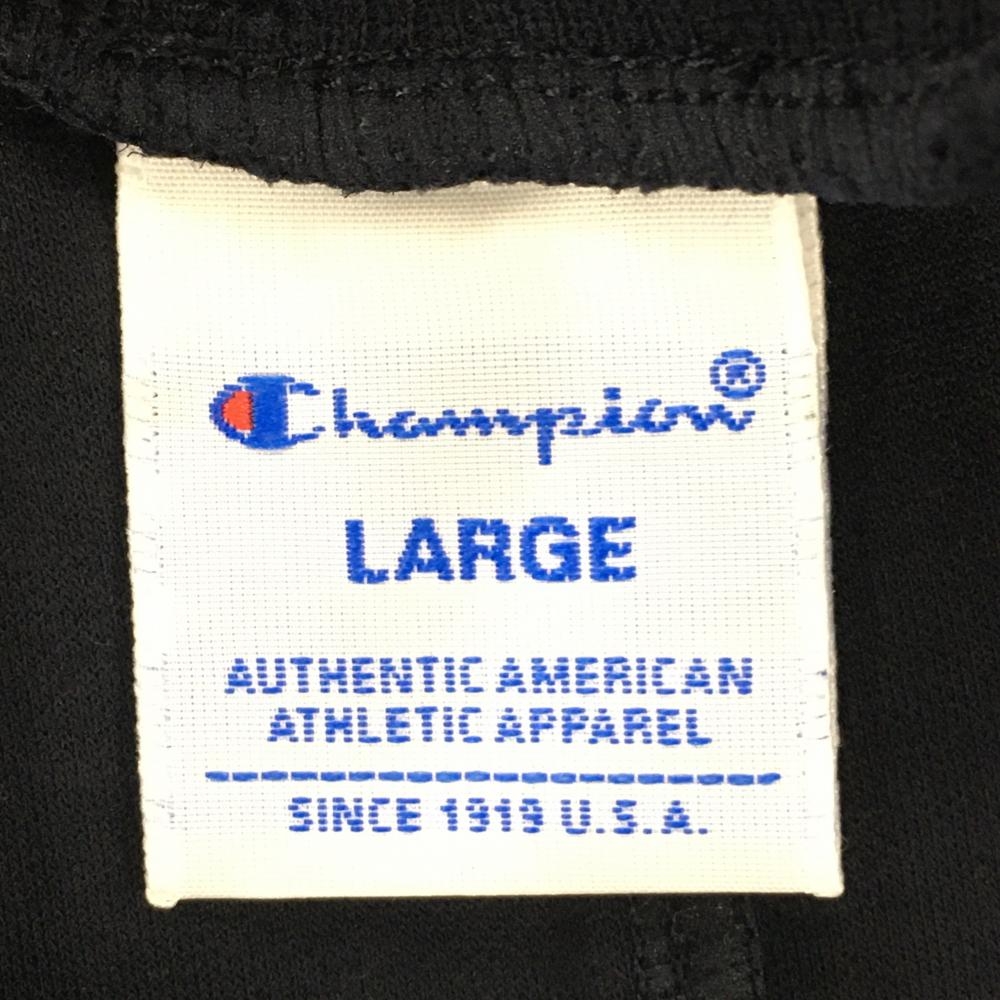 Champion®
LARGE
AUTHENTIC AMERICAN
ATHLETIC APPAREL
SINCE 1919 U.S.A.